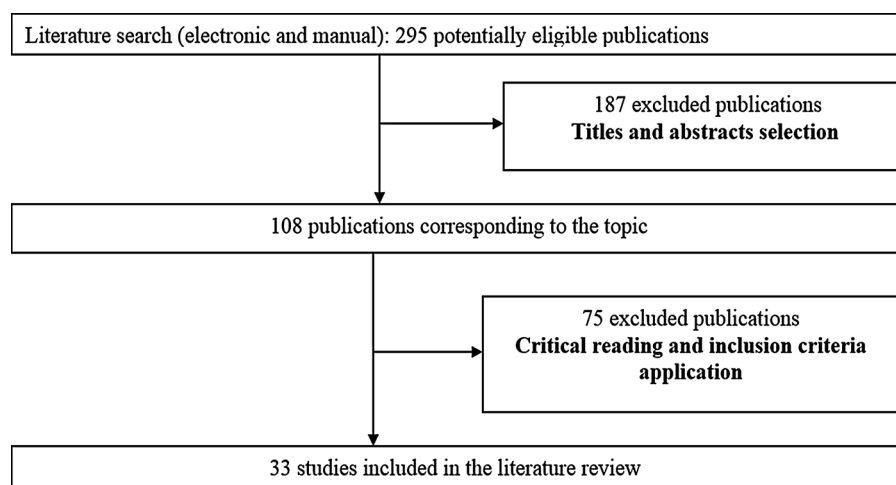 Literature search (electronic and manual): 295 potentially eligible publications
187 excluded publications
Titles and abstracts selection
108 publications corresponding to the topic
75 excluded publications
Critical reading and inclusion criteria
application
33 studies included in the literature review